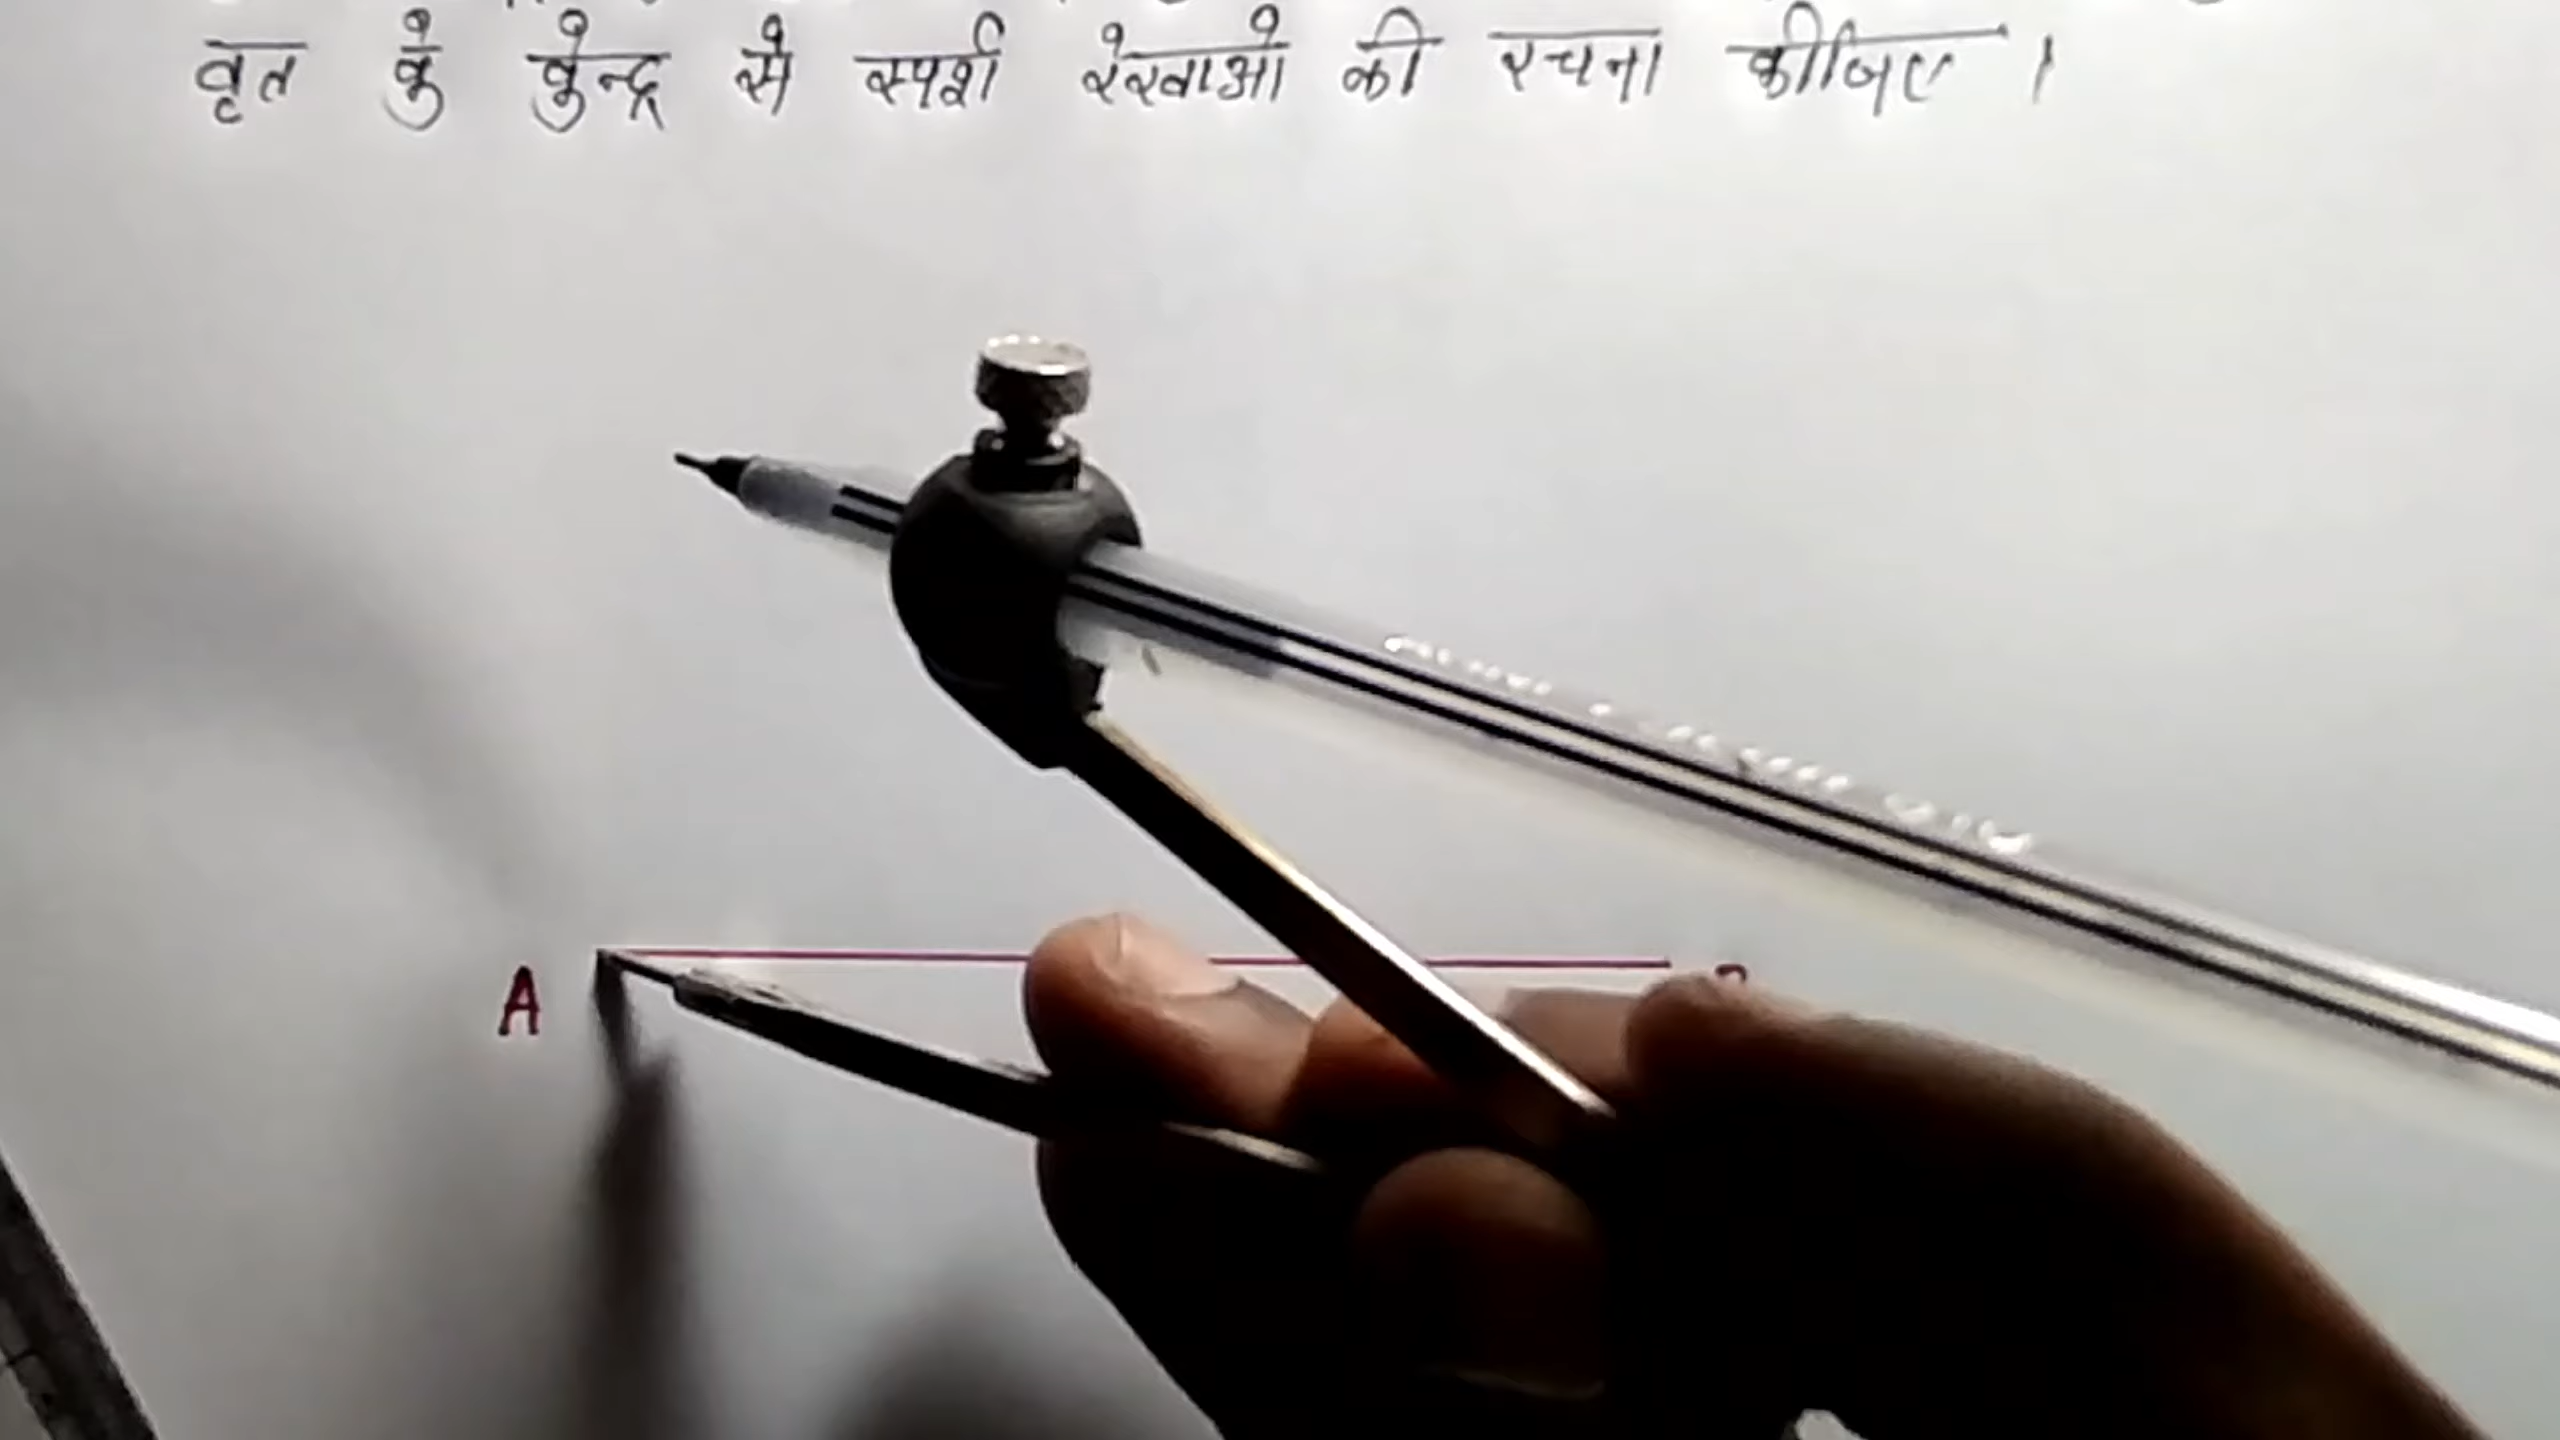 वृत के केन्द्र से स्पर्श रेखाओ की रचना कीजिए ।
A